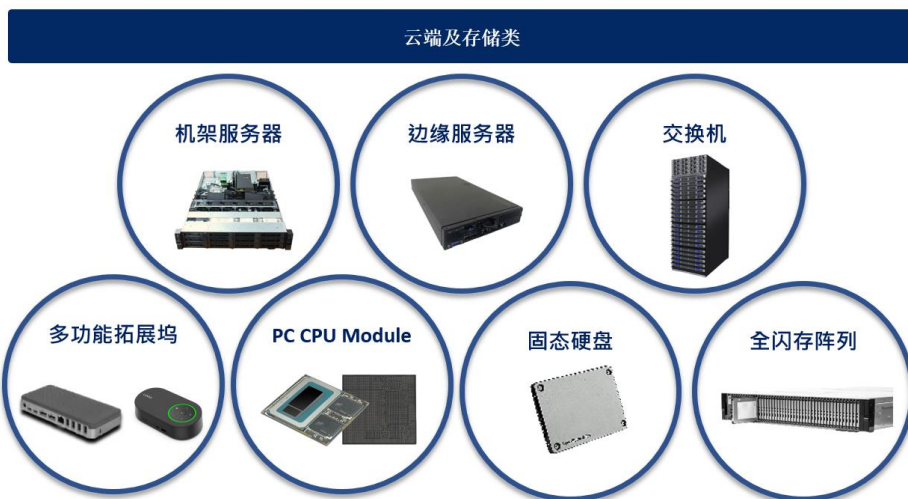 云端及存储类
机架服务器
边缘服务器
交换机
多功能拓展坞
PC CPU Module
固态硬盘
全闪存阵列